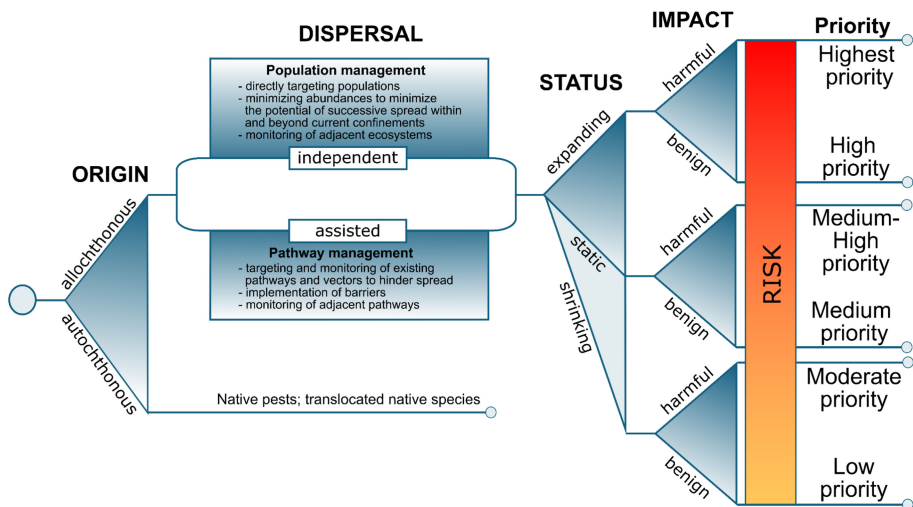 ORIGIN
allochthonous
autochthonous
Native pests; translocated native species
DISPERSAL
Population management
- directly targeting populations
- minimizing abundances to minimize
the potential of successive spread within
and beyond current confinements
- monitoring of adjacent ecosystems
independent
assisted
Pathway management
- targeting and monitoring of existing
pathways and vectors to hinder spread
- implementation of barriers
- monitoring of adjacent pathways
STATUS
expanding
static
shrinking
IMPACT
harmful
benign
harmful
benign
harmful
benign
RISK
Priority
Highest
priority
High
priority
Medium-
High
priority
Medium
priority
Moderate
priority
Low
priority